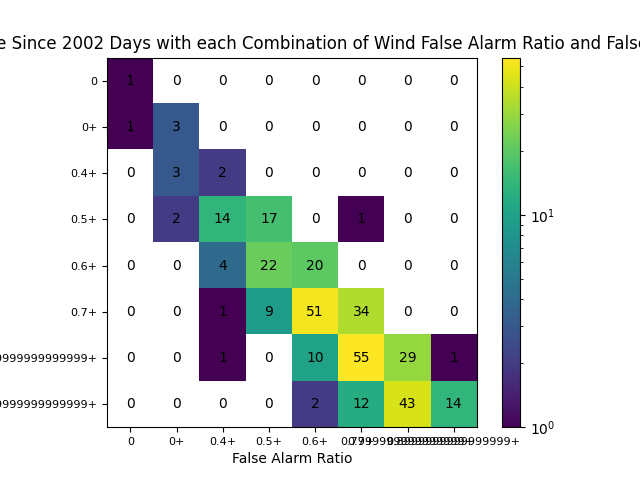 e Since 2002 Days with each Combination of Wind False Alarm Ratio and False
0 1 0 0 0 0 0 0 0
0+ 1 3 0 0 0 0 0 0
0.4+ 0 3 2 0 0 0 0 0
0.5+ 0 2 14 17 0 1 0 0
0.6+ 0 0 4 22 20 0 0 0
0.7+ 0 0 1 9 51 34 0 0
9999999999999+ 0 0 1 0 10 55 29 1
9999999999999+ 0 0 0 0 2 12 43 14
0 0+ 0.4+ 0.5+ 0.6+
False Alarm Ratio
10¹
10⁰